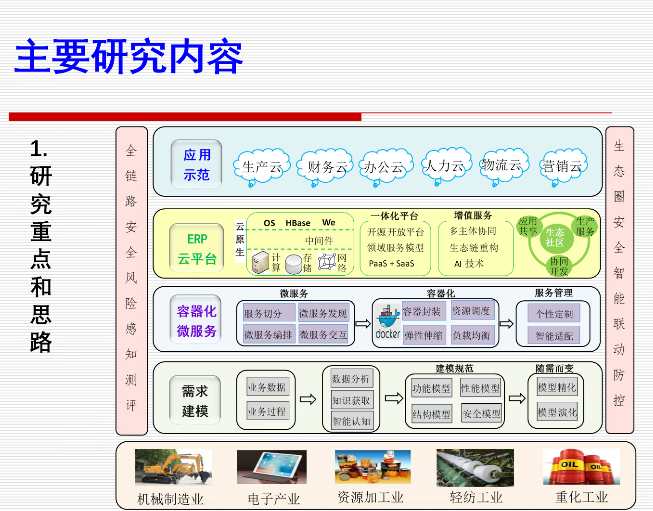 主要研究内容
1.
研
究
重
点
和
思
路
全链路安全风险感知测评
应用
示范
生产云
财务云
办公云
人力云
物流云
营销云
ERP
云平台
云原生
OS HBase We
中间件
计算
存储
网络
一体化平台
开源开放平台
领域服务模型
PaaS + SaaS
增值服务
多主体协同
生态链重构
AI 技术
应用
共享
生产
服务
生态
社区
协同
开发
容器化
微服务
微服务
服务切分
微服务发现
微服务编排
微服务交互
容器化
docker
容器封装
资源调度
弹性伸缩
负载均衡
服务管理
个性定制
智能适配
需求
建模
业务数据
业务过程
数据分析
知识获取
智能认知
建模规范
功能模型
性能模型
结构模型
安全模型
随需而变
模型精化
模型演化
生态圈安全智能联动防控
OIL
OIL
机械制造业
电子产业
资源加工业
轻纺工业
重化工业